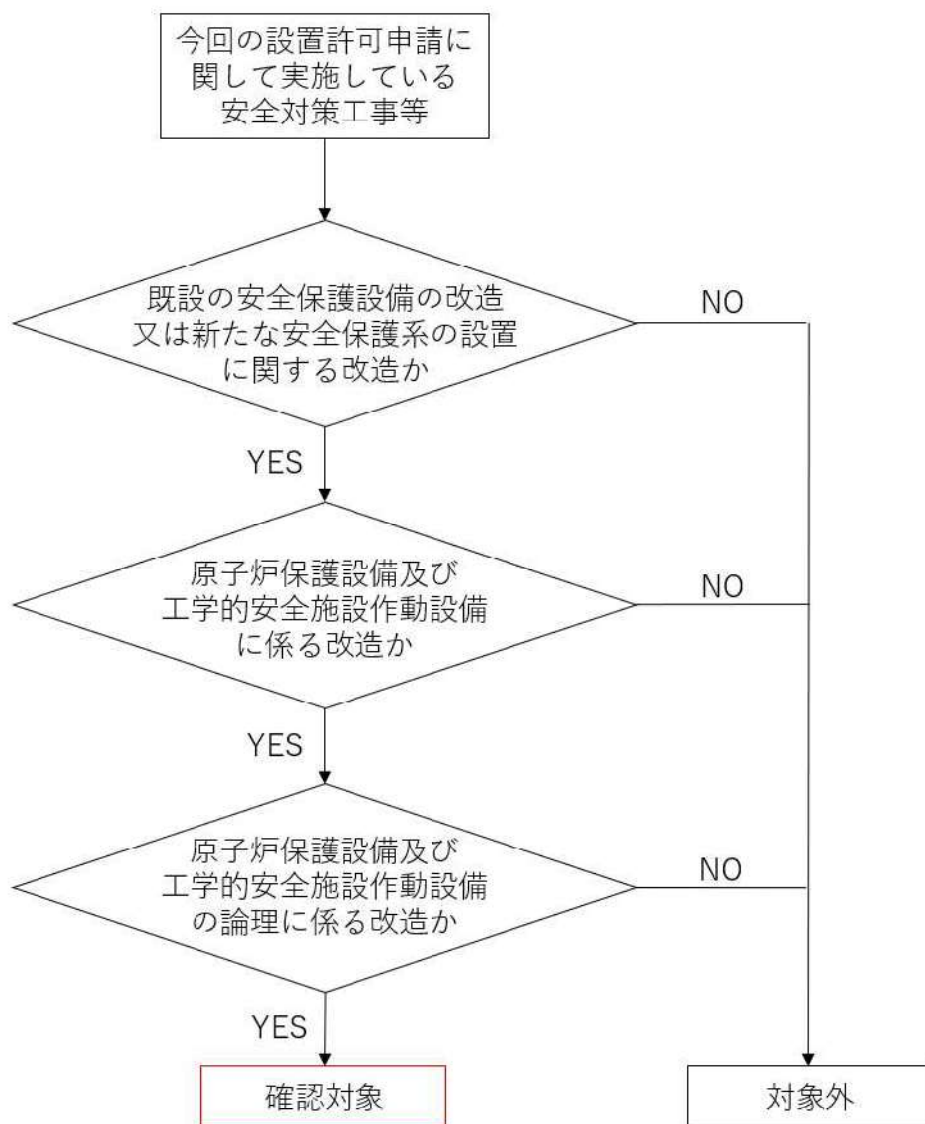 今回の設置許可申請に
関して実施している
安全対策工事等
既設の安全保護設備の改造
又は新たな安全保護系の設置
に関する改造か
NO
YES
原子炉保護設備及び
工学的安全施設作動設備
に係る改造か
NO
YES
原子炉保護設備及び
工学的安全施設作動設備
の論理に係る改造か
NO
YES
確認対象
対象外